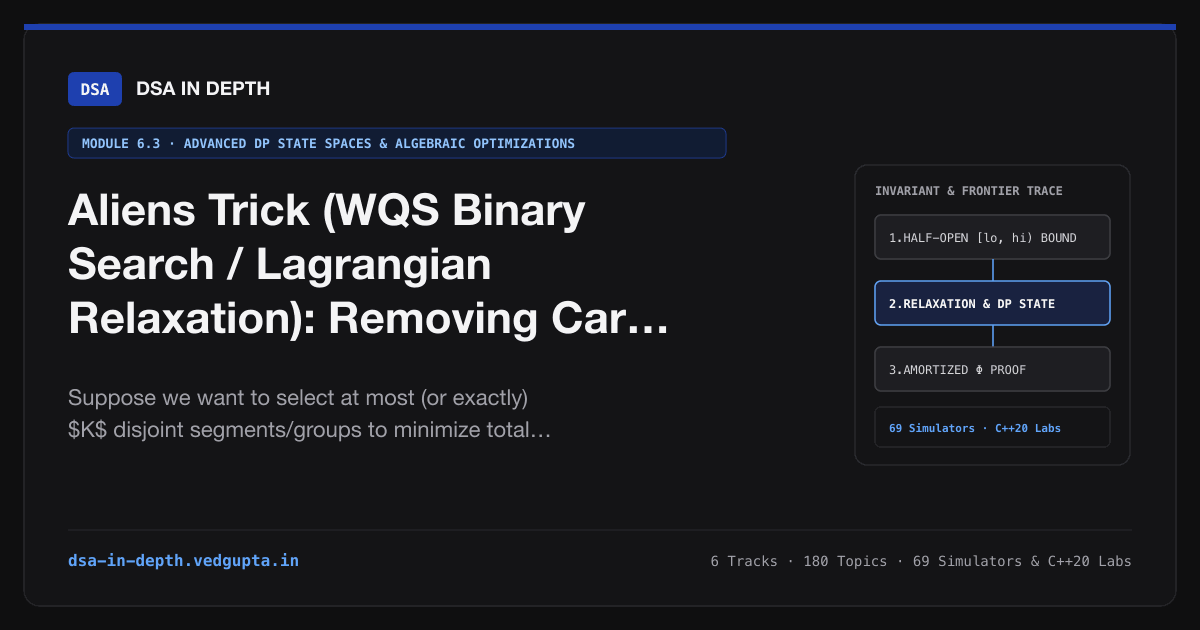 DSA
DSA IN DEPTH
MODULE 6.3 · ADVANCED DP STATE SPACES & ALGEBRAIC OPTIMIZATIONS
Aliens Trick (WQS Binary
Search / Lagrangian
Relaxation): Removing Car…
Suppose we want to select at most (or exactly)
$K$ disjoint segments/groups to minimize total…
INVARIANT & FRONTIER TRACE
1.HALF-OPEN [lo, hi) BOUND
2.RELAXATION & DP STATE
3.AMORTIZED Φ PROOF
69 Simulators · C++20 Labs
dsa-in-depth.vedgupta.in
6 Tracks · 180 Topics · 69 Simulators & C++20 Labs